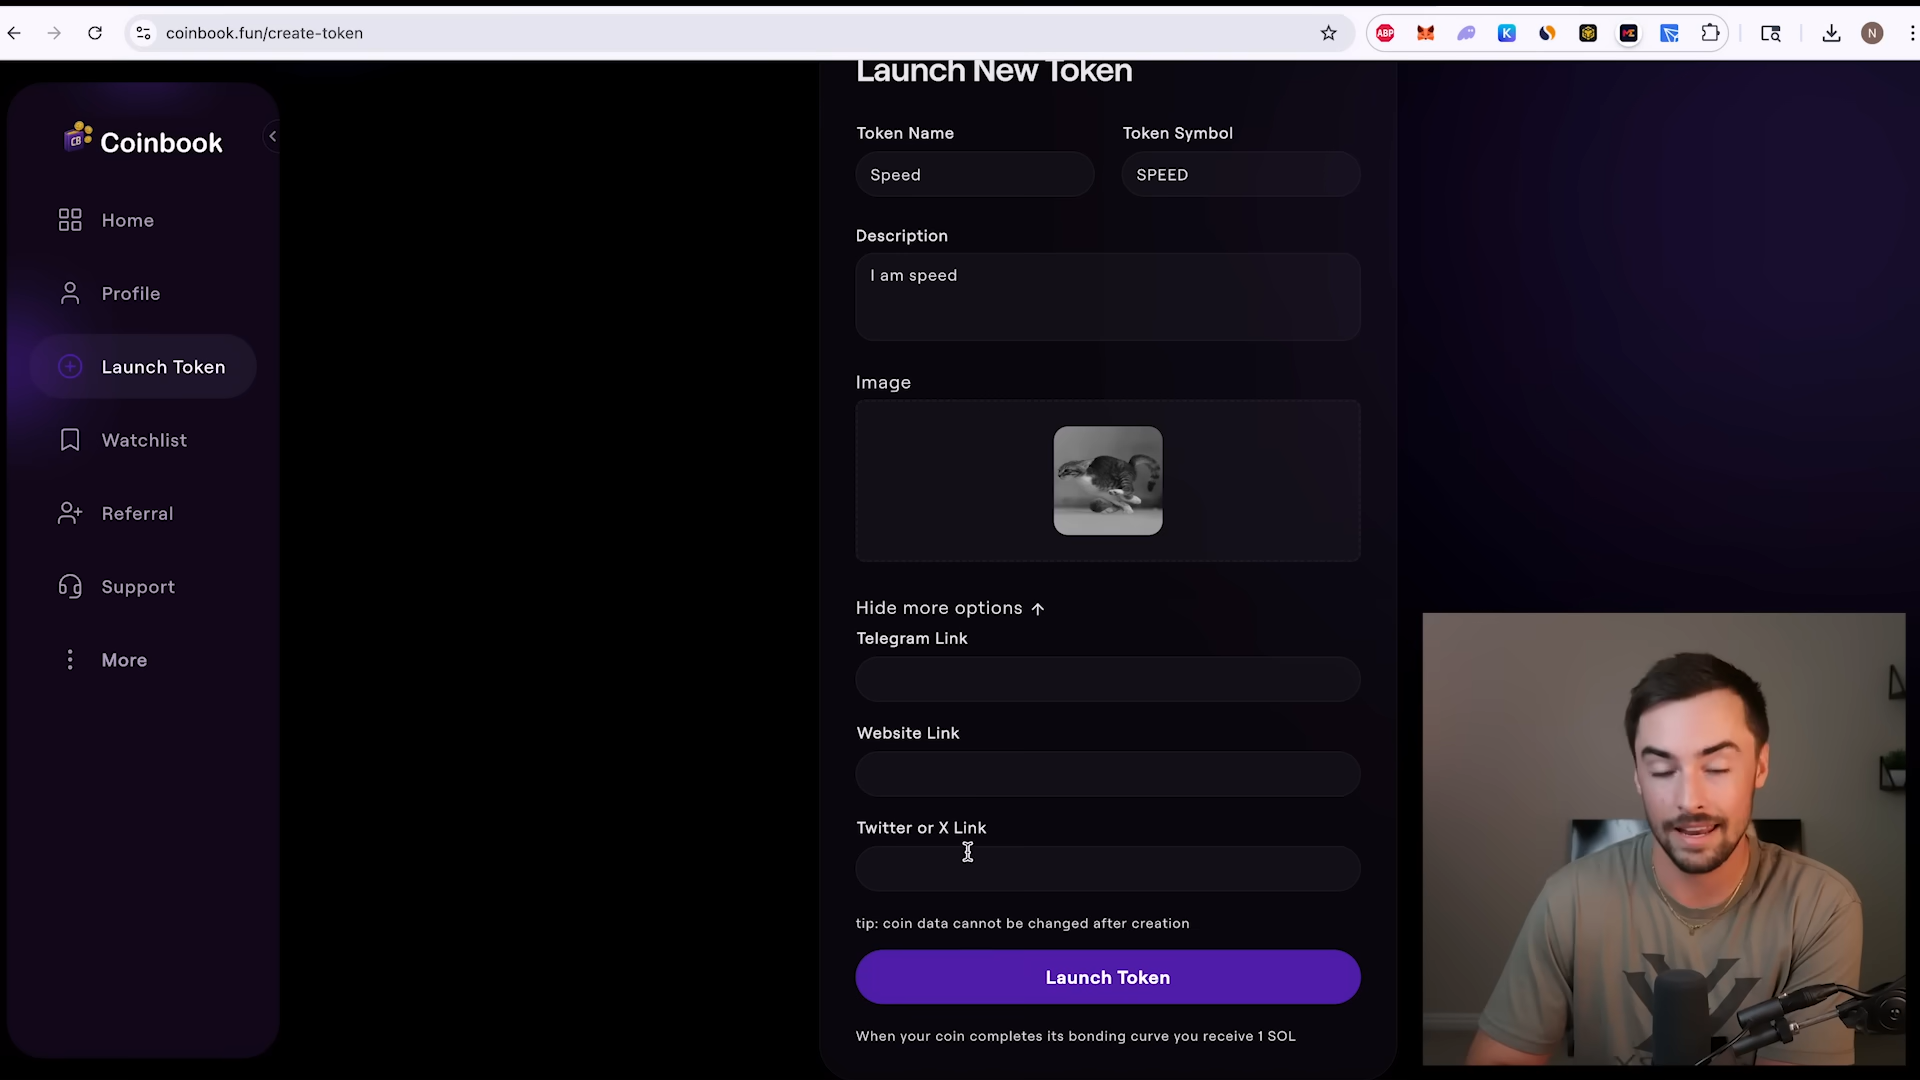 coinbook.fun/create-token
ABP
K
N
CB
Coinbook
Home
Profile
Launch Token
Watchlist
Referral
Support
More
Launch New Token
Token Name
Token Symbol
Speed
SPEED
Description
I am speed
Image
Hide more options ↑
Telegram Link
Website Link
Twitter or X Link
tip: coin data cannot be changed after creation
Launch Token
When your coin completes its bonding curve you receive 1 SOL